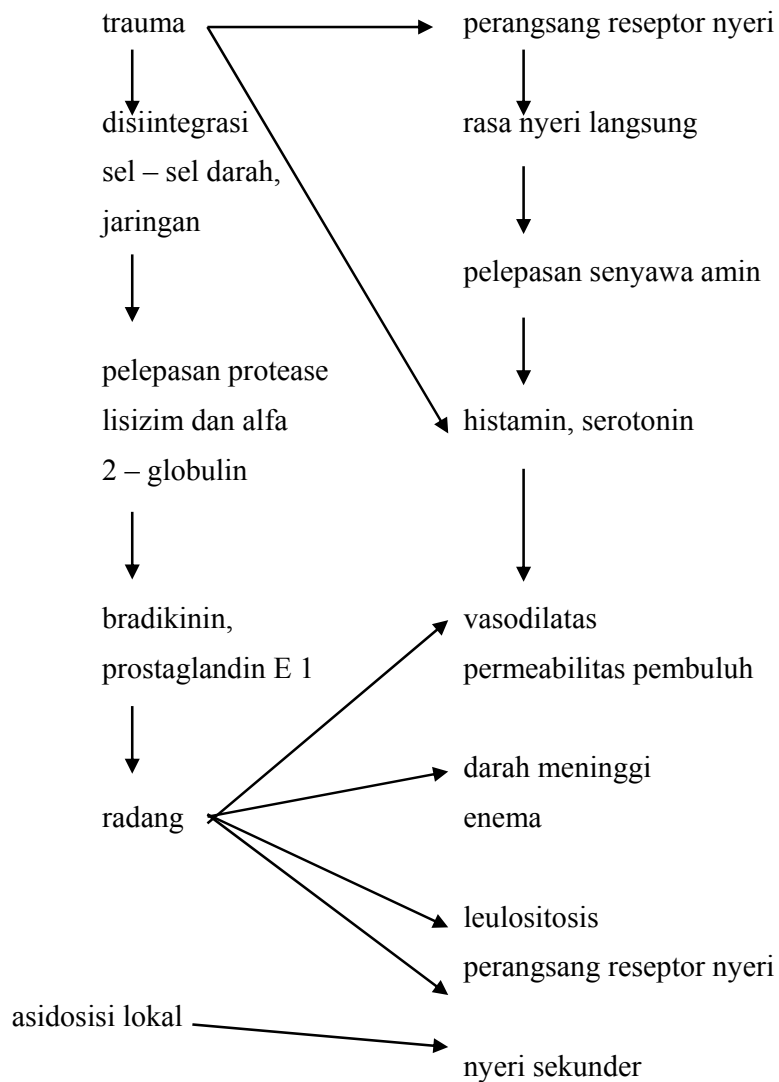 trauma
perangsang reseptor nyeri
disiintegrasi
sel – sel darah,
jaringan
rasa nyeri langsung
pelepasan senyawa amin
pelepasan protease
lisizim dan alfa
2 – globulin
histamin, serotonin
bradikinin,
prostaglandin E 1
vasodilatas
permeabilitas pembuluh
darah meninggi
enema
radang
leulositosis
perangsang reseptor nyeri
asidosisi lokal
nyeri sekunder